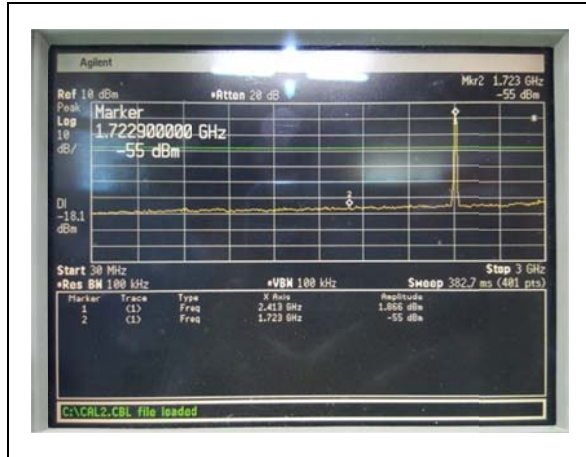 Agilent
Mkr2 1.723 GHz
Ref 10 dBm *Atten 20 dB -55 dBm
Peak
Log
10
dB/
Marker
1.722900000 GHz
-55 dBm
2
DI
-18.1
dBm
Start 30 MHz Stop 3 GHz
*Res BW 100 kHz *VBW 100 kHz Sweep 382.7 ms (401 pts)
Marker Trace Type X Axis Amplitude
1 (1) Freq 2.413 GHz 1.866 dBm
2 (1) Freq 1.723 GHz -55 dBm
C:\CAL2.CBL file loaded